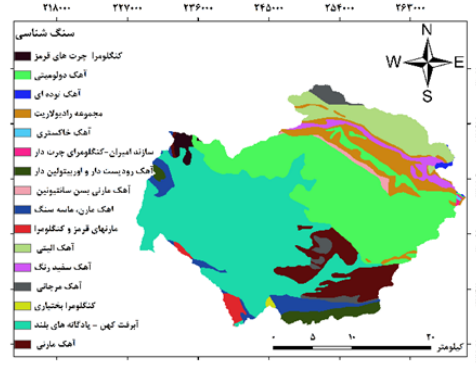 ۲۱۸۰۰۰ ۲۲۷۰۰۰ ۲۳۶۰۰۰ ۲۴۵۰۰۰ ۲۵۴۰۰۰ ۲۶۳۰۰۰
سنگ شناسی
کنگلومرا چرت های قرمز
آهک دولومیتی
آهک توده ای
مجموعه رادیولاریت
آهک خاکستری
سازند امیران-کنگلومرای چرت دار
آهک رودیست دار و اوربیتولین دار
آهک مارنی بسن سانتیونین
اهک مارن، ماسه سنگ
مارنهای قرمز و کنگلومرا
آهک الیتی
آهک سفید رنگ
آهک مرجانی
کنگلومرا بختیاری
آبرفت کهن - پادگانه های بلند
آهک مارنی
N
W E
S
۰ ۵ ۱۰ ۲۰
کیلومتر